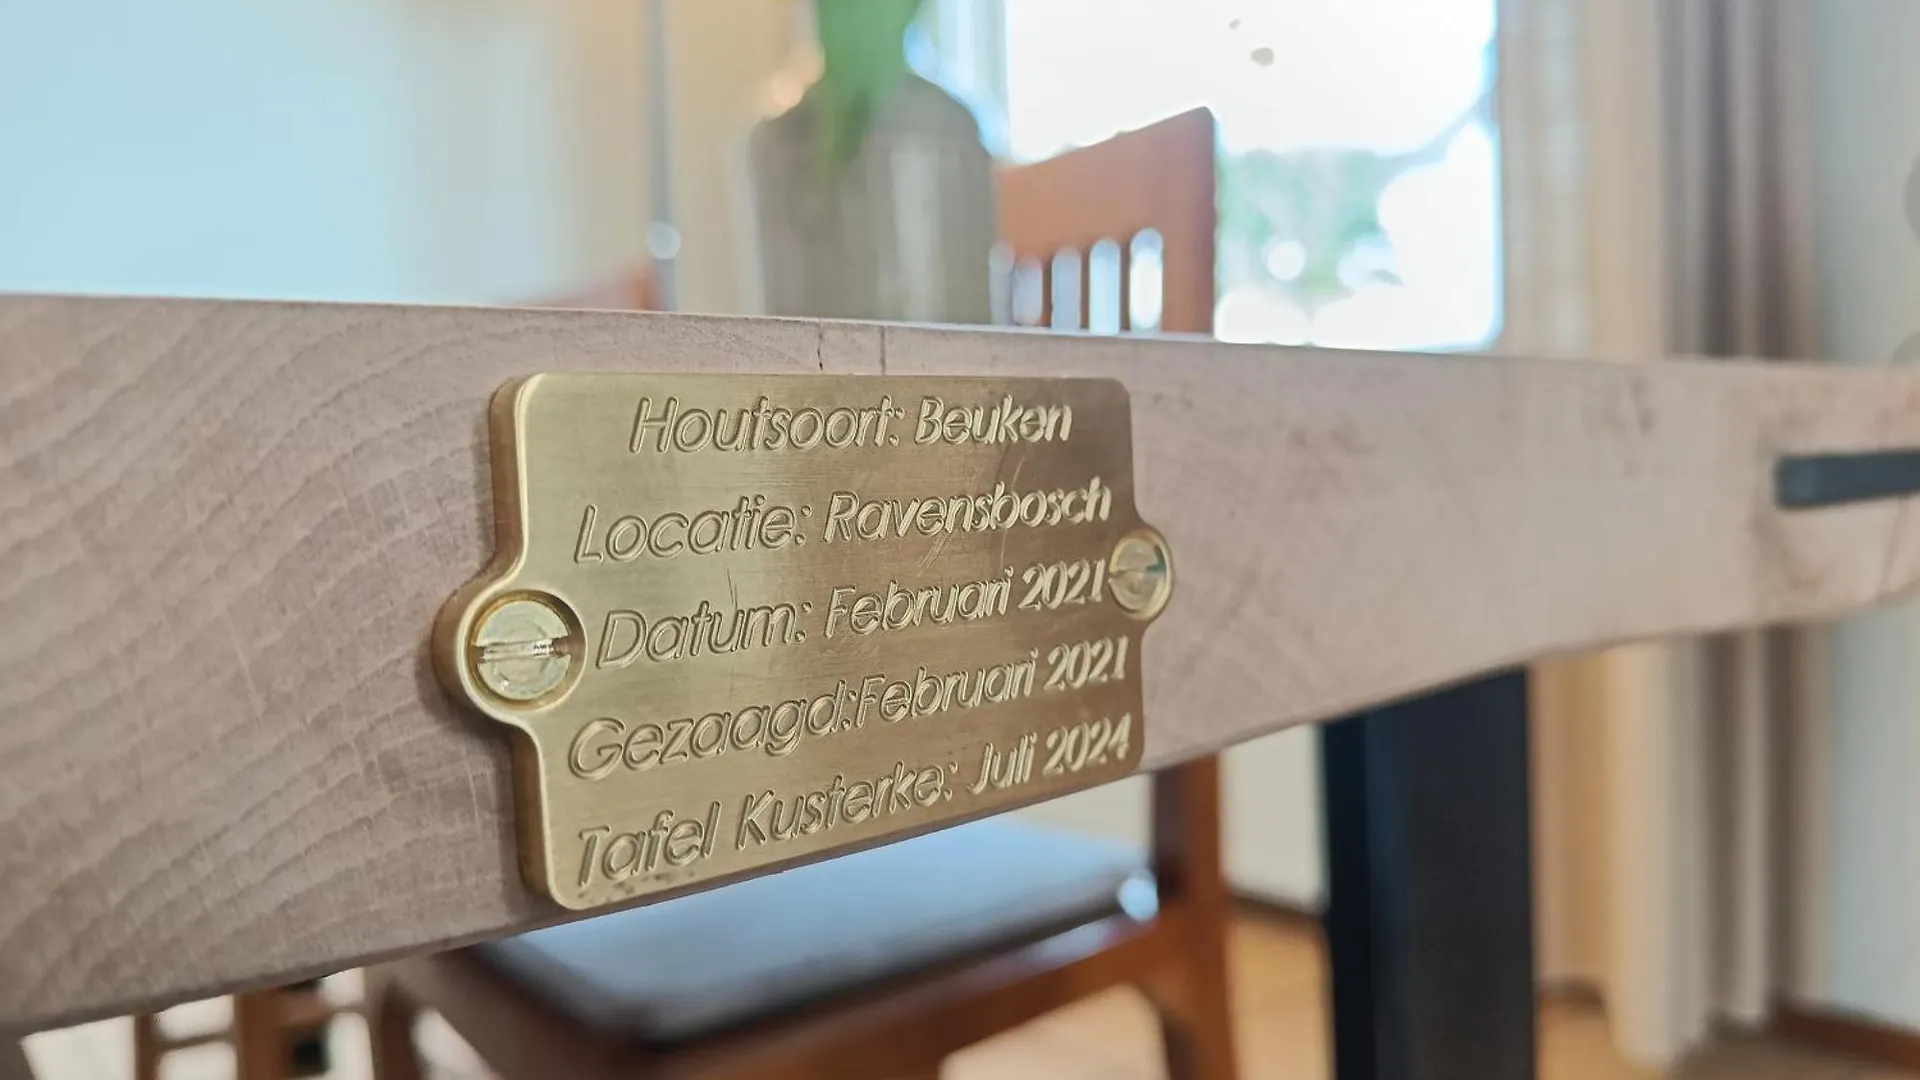 Houtsoort: Beuken
Locatie: Ravensbosch
Datum: Februari 2021
Gezaagd:Februari 2021
Tafel Kusterke: Juli 2024